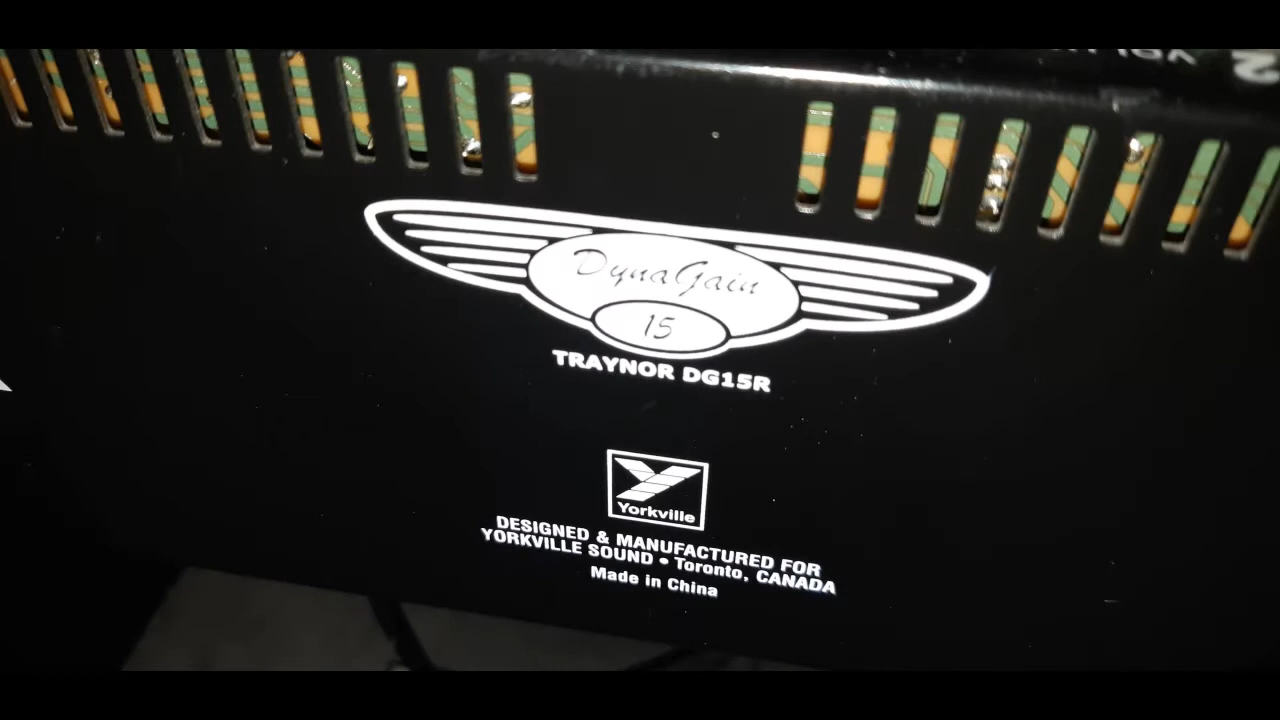 DynaGain
15
TRAYNOR DG15R
Yorkville
DESIGNED & MANUFACTURED FOR
YORKVILLE SOUND • Toronto, CANADA
Made in China